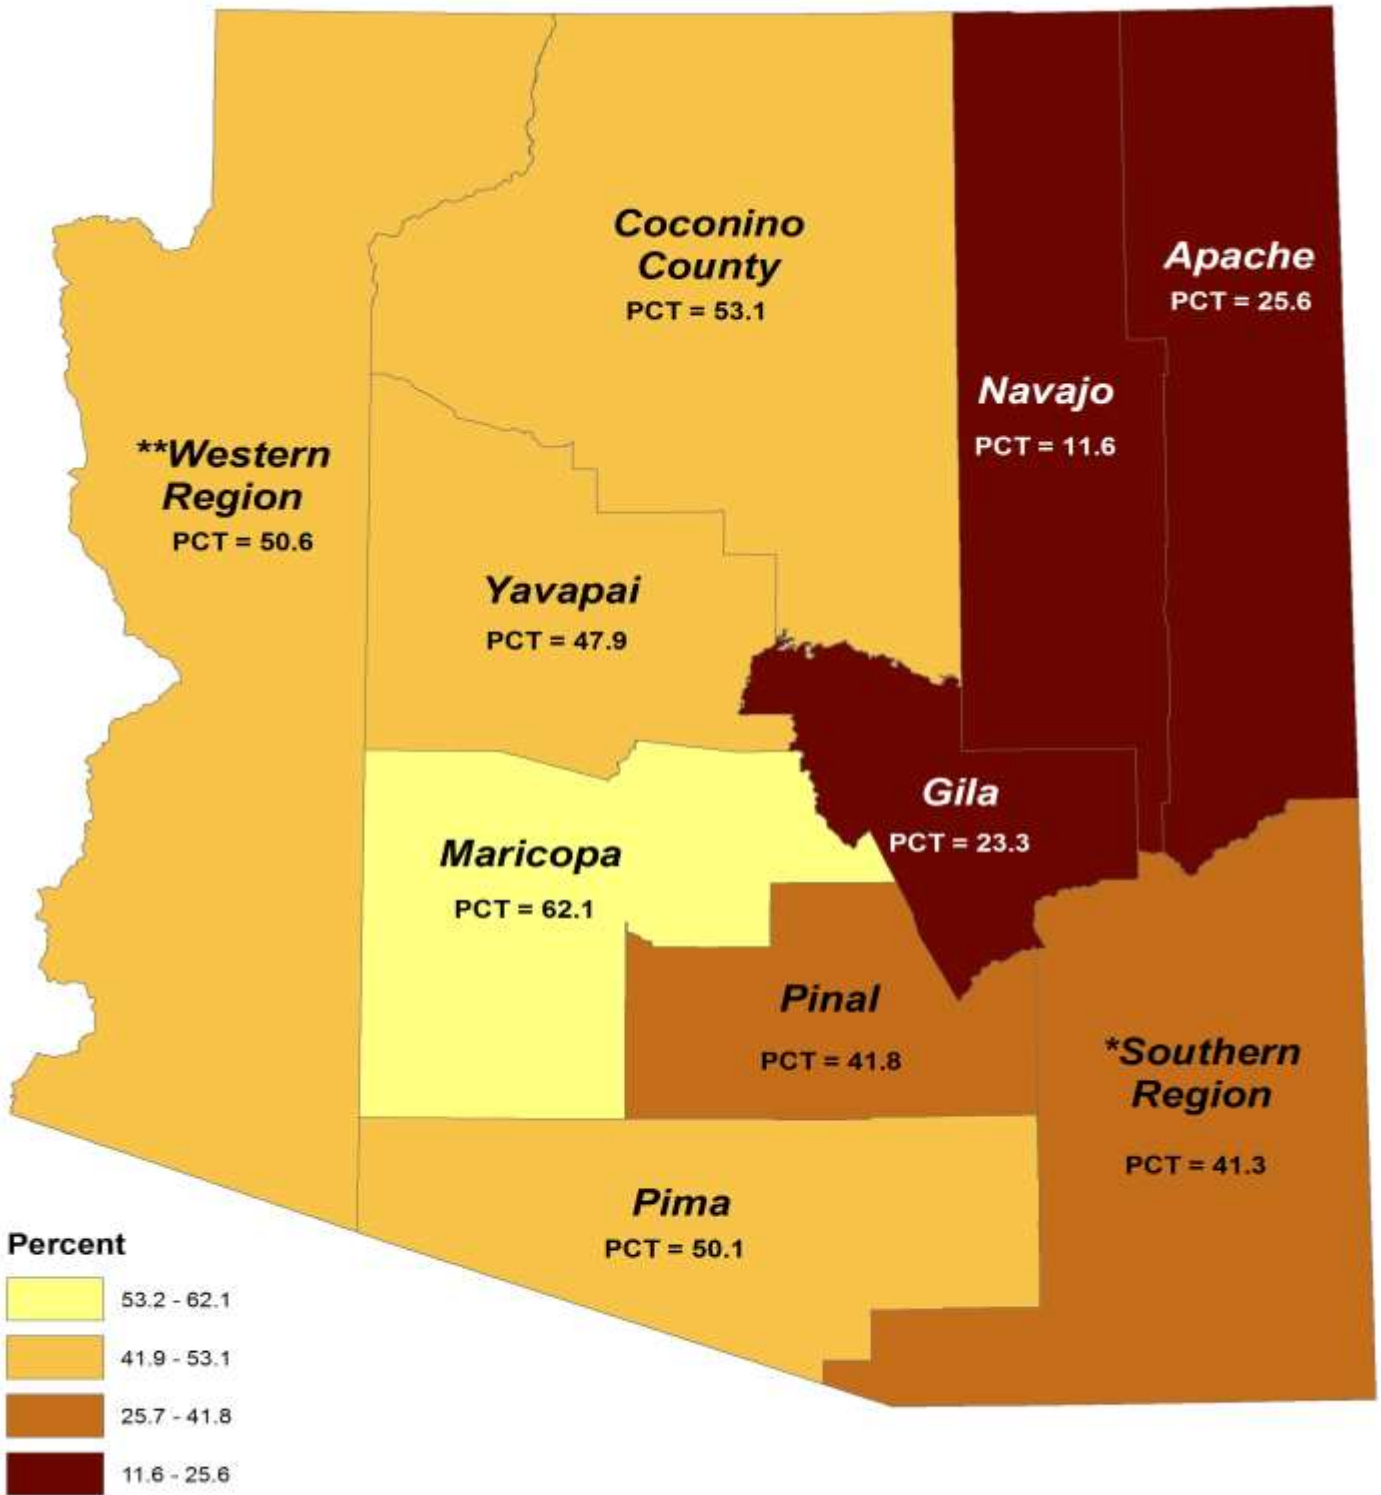 Coconino
County
PCT = 53.1
Apache
PCT = 25.6
Navajo
PCT = 11.6
**Western
Region
PCT = 50.6
Yavapai
PCT = 47.9
Gila
PCT = 23.3
Maricopa
PCT = 62.1
Pinal
PCT = 41.8
*Southern
Region
PCT = 41.3
Pima
PCT = 50.1
Percent
53.2 - 62.1
41.9 - 53.1
25.7 - 41.8
11.6 - 25.6